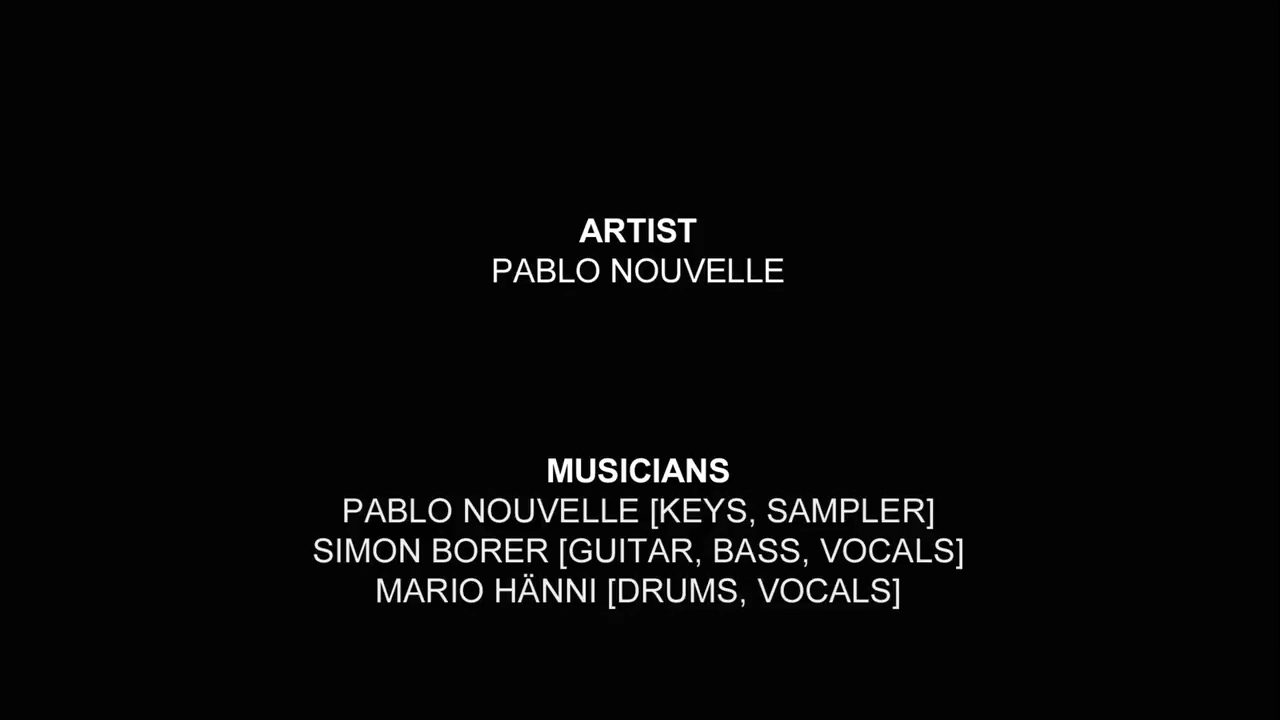 ARTIST
PABLO NOUVELLE
MUSICIANS
PABLO NOUVELLE [KEYS, SAMPLER]
SIMON BORER [GUITAR, BASS, VOCALS]
MARIO HÄNNI [DRUMS, VOCALS]